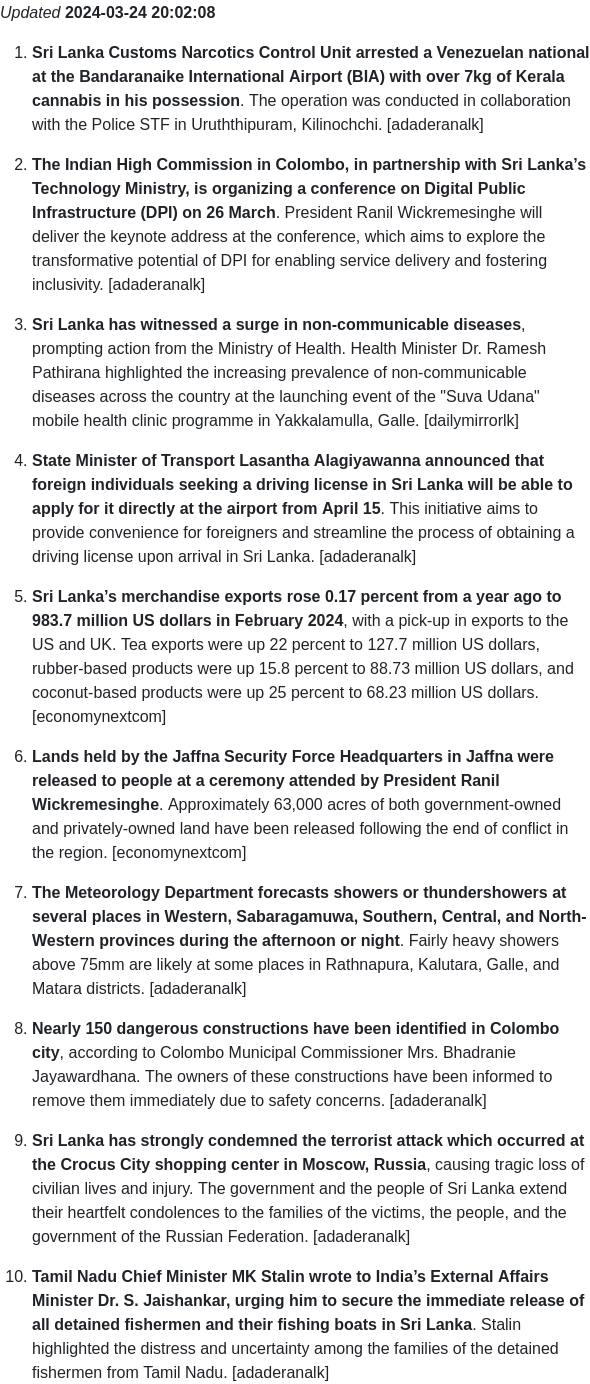 Updated 2024-03-24 20:02:08
1. Sri Lanka Customs Narcotics Control Unit arrested a Venezuelan national
at the Bandaranaike International Airport (BIA) with over 7kg of Kerala
cannabis in his possession. The operation was conducted in collaboration
with the Police STF in Uruththipuram, Kilinochchi. [adaderanalk]
2. The Indian High Commission in Colombo, in partnership with Sri Lanka’s
Technology Ministry, is organizing a conference on Digital Public
Infrastructure (DPI) on 26 March. President Ranil Wickremesinghe will
deliver the keynote address at the conference, which aims to explore the
transformative potential of DPI for enabling service delivery and fostering
inclusivity. [adaderanalk]
3. Sri Lanka has witnessed a surge in non-communicable diseases,
prompting action from the Ministry of Health. Health Minister Dr. Ramesh
Pathirana highlighted the increasing prevalence of non-communicable
diseases across the country at the launching event of the "Suva Udana"
mobile health clinic programme in Yakkalamulla, Galle. [dailymirrorlk]
4. State Minister of Transport Lasantha Alagiyawanna announced that
foreign individuals seeking a driving license in Sri Lanka will be able to
apply for it directly at the airport from April 15. This initiative aims to
provide convenience for foreigners and streamline the process of obtaining a
driving license upon arrival in Sri Lanka. [adaderanalk]
5. Sri Lanka’s merchandise exports rose 0.17 percent from a year ago to
983.7 million US dollars in February 2024, with a pick-up in exports to the
US and UK. Tea exports were up 22 percent to 127.7 million US dollars,
rubber-based products were up 15.8 percent to 88.73 million US dollars, and
coconut-based products were up 25 percent to 68.23 million US dollars.
[economynextcom]
6. Lands held by the Jaffna Security Force Headquarters in Jaffna were
released to people at a ceremony attended by President Ranil
Wickremesinghe. Approximately 63,000 acres of both government-owned
and privately-owned land have been released following the end of conflict in
the region. [economynextcom]
7. The Meteorology Department forecasts showers or thundershowers at
several places in Western, Sabaragamuwa, Southern, Central, and North-
Western provinces during the afternoon or night. Fairly heavy showers
above 75mm are likely at some places in Rathnapura, Kalutara, Galle, and
Matara districts. [adaderanalk]
8. Nearly 150 dangerous constructions have been identified in Colombo
city, according to Colombo Municipal Commissioner Mrs. Bhadranie
Jayawardhana. The owners of these constructions have been informed to
remove them immediately due to safety concerns. [adaderanalk]
9. Sri Lanka has strongly condemned the terrorist attack which occurred at
the Crocus City shopping center in Moscow, Russia, causing tragic loss of
civilian lives and injury. The government and the people of Sri Lanka extend
their heartfelt condolences to the families of the victims, the people, and the
government of the Russian Federation. [adaderanalk]
10. Tamil Nadu Chief Minister MK Stalin wrote to India’s External Affairs
Minister Dr. S. Jaishankar, urging him to secure the immediate release of
all detained fishermen and their fishing boats in Sri Lanka. Stalin
highlighted the distress and uncertainty among the families of the detained
fishermen from Tamil Nadu. [adaderanalk]